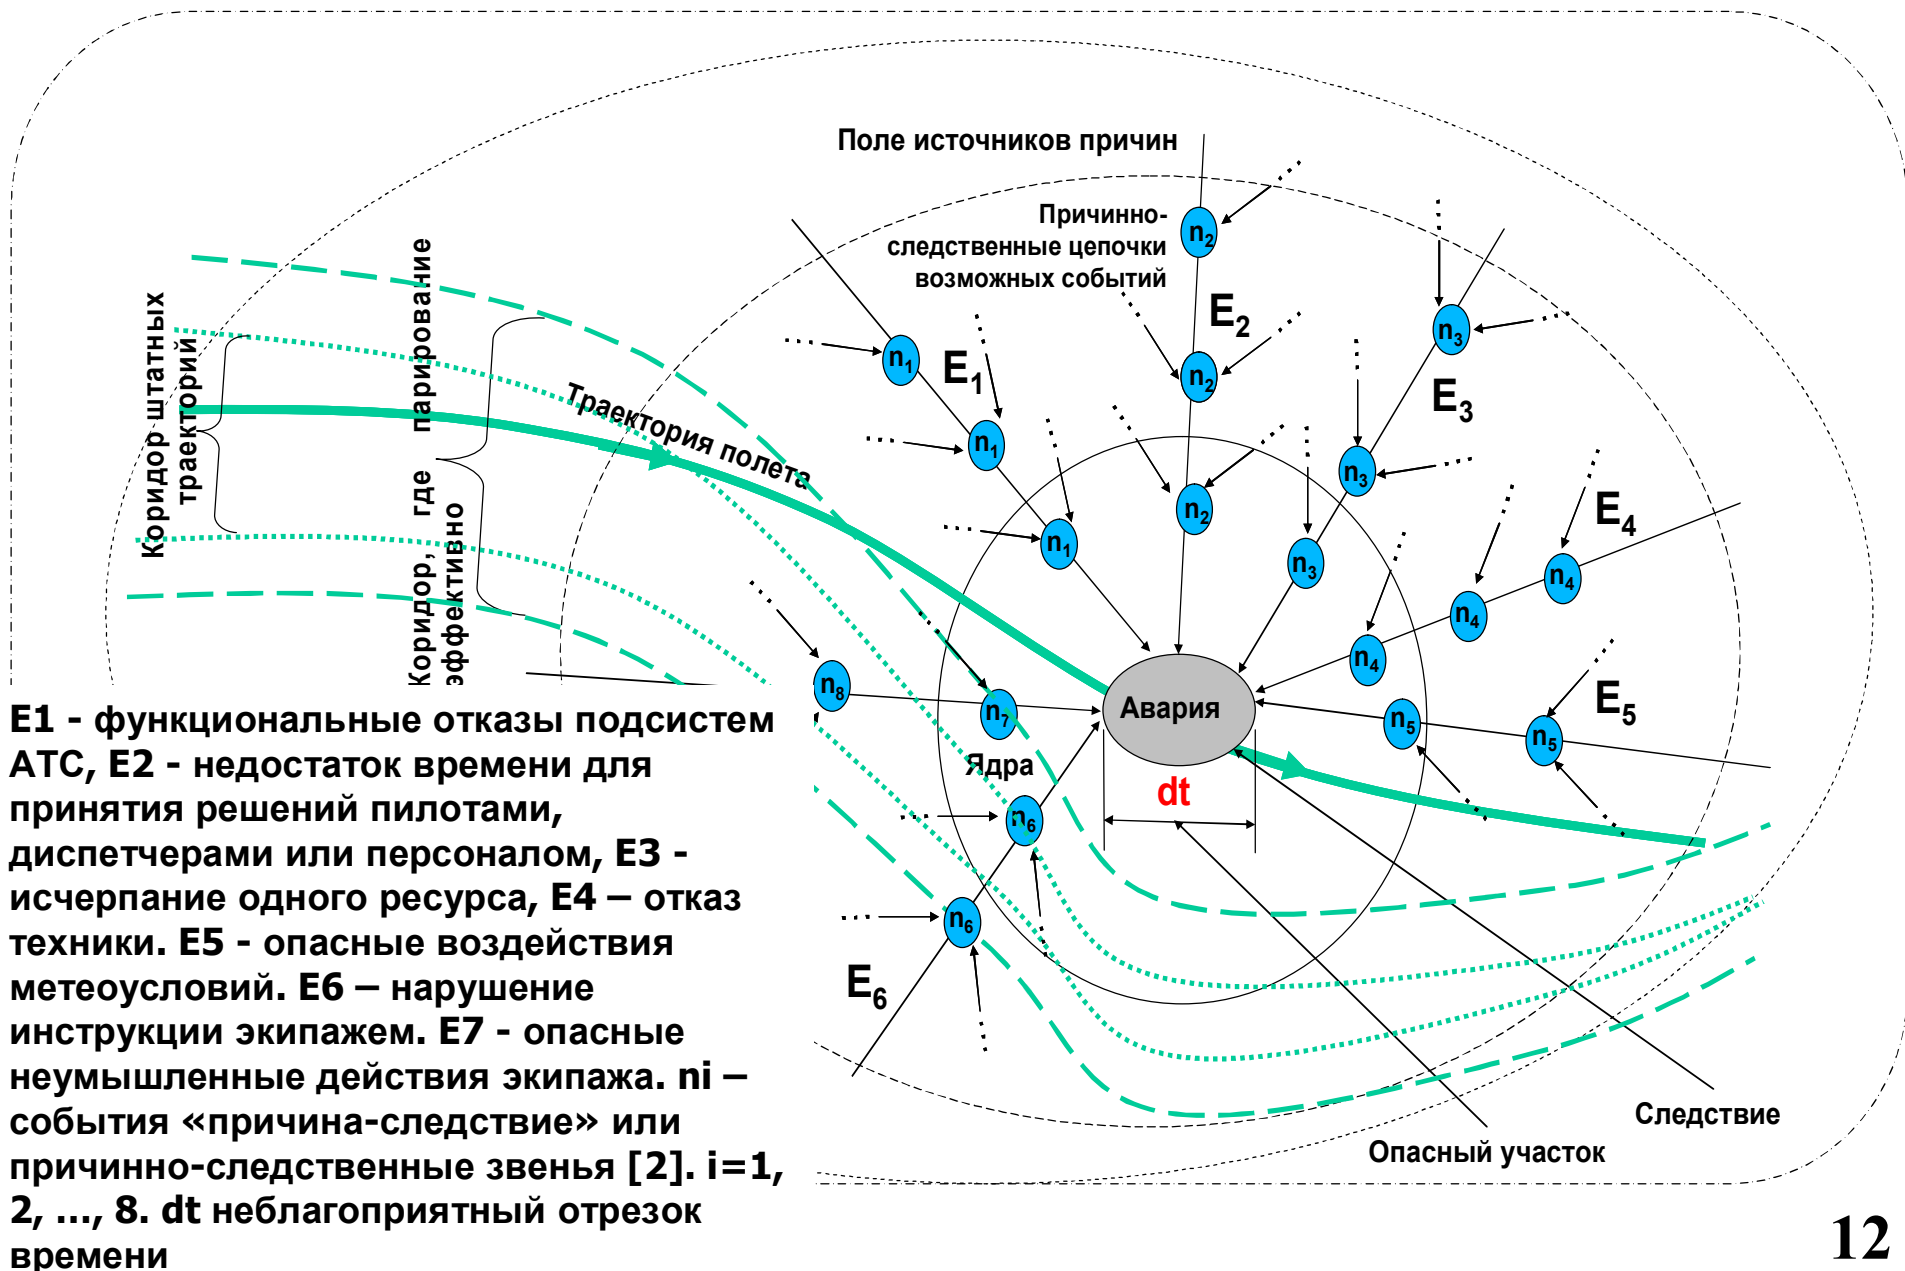 Поле источников причин
Причинно-
следственные цепочки
возможных событий
Коридор штатных
траекторий
Коридор, где парирование
эффективно
Траектория полета
n2
n2
n2
E2
n1
n1
n1
E1
n3
n3
n3
E3
n4
n4
n4
E4
n5
n5
E5
n8
n7
Ядра
n6
n6
E6
Авария
dt
Следствие
Опасный участок
E1 - функциональные отказы подсистем
АТС, E2 - недостаток времени для
принятия решений пилотами,
диспетчерами или персоналом, E3 -
исчерпание одного ресурса, E4 – отказ
техники. E5 - опасные воздействия
метеоусловий. E6 – нарушение
инструкции экипажем. E7 - опасные
неумышленные действия экипажа. ni –
события «причина-следствие» или
причинно-следственные звенья [2]. i=1,
2, ..., 8. dt неблагоприятный отрезок
времени
12